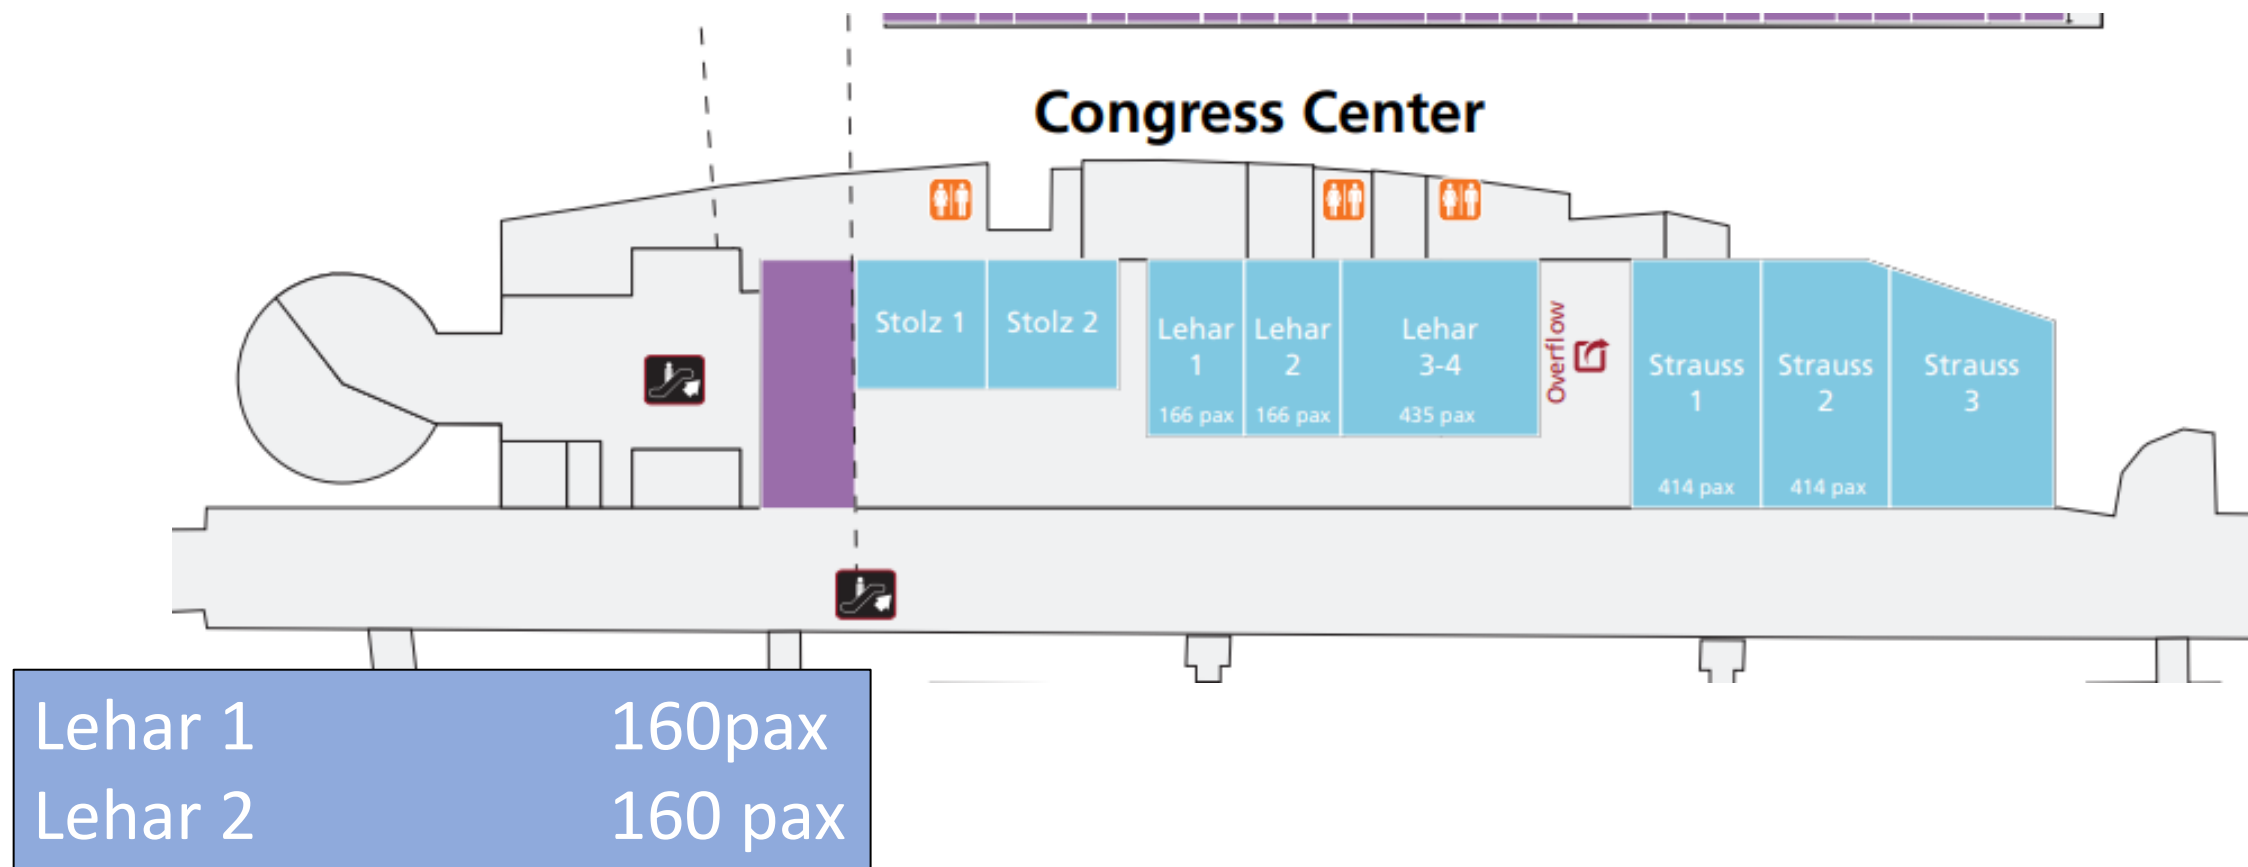 Congress Center
Stolz 1
Stolz 2
Lehar
1
166 pax
Lehar
2
166 pax
Lehar
3-4
435 pax
Overflow
Strauss
1
414 pax
Strauss
2
414 pax
Strauss
3
Lehar 1 160pax
Lehar 2 160 pax